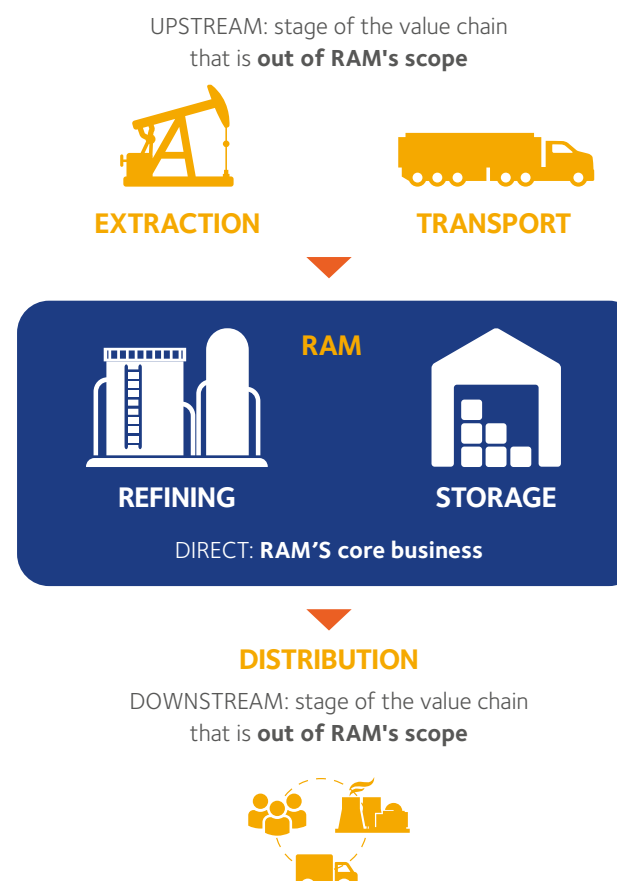 UPSTREAM: stage of the value chain
that is out of RAM's scope
EXTRACTION
TRANSPORT
RAM
REFINING
STORAGE
DIRECT: RAM’S core business
DISTRIBUTION
DOWNSTREAM: stage of the value chain
that is out of RAM's scope